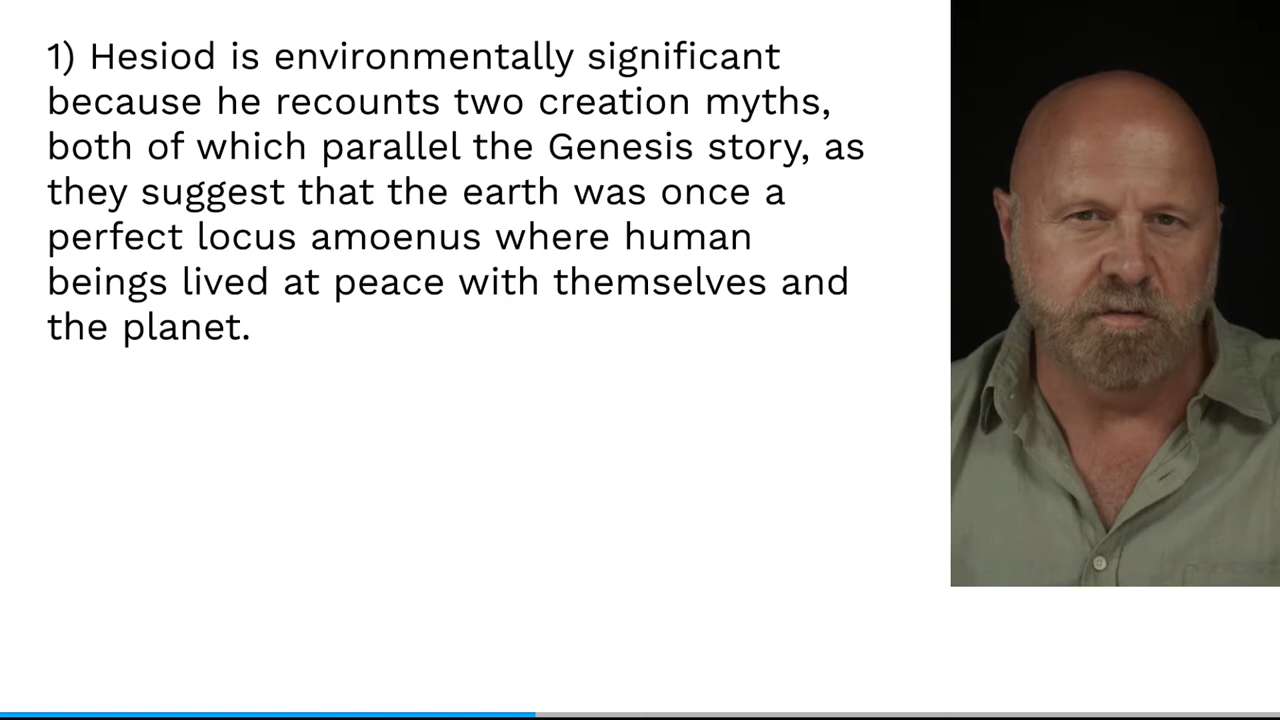 1) Hesiod is environmentally significant
because he recounts two creation myths,
both of which parallel the Genesis story, as
they suggest that the earth was once a
perfect locus amoenus where human
beings lived at peace with themselves and
the planet.